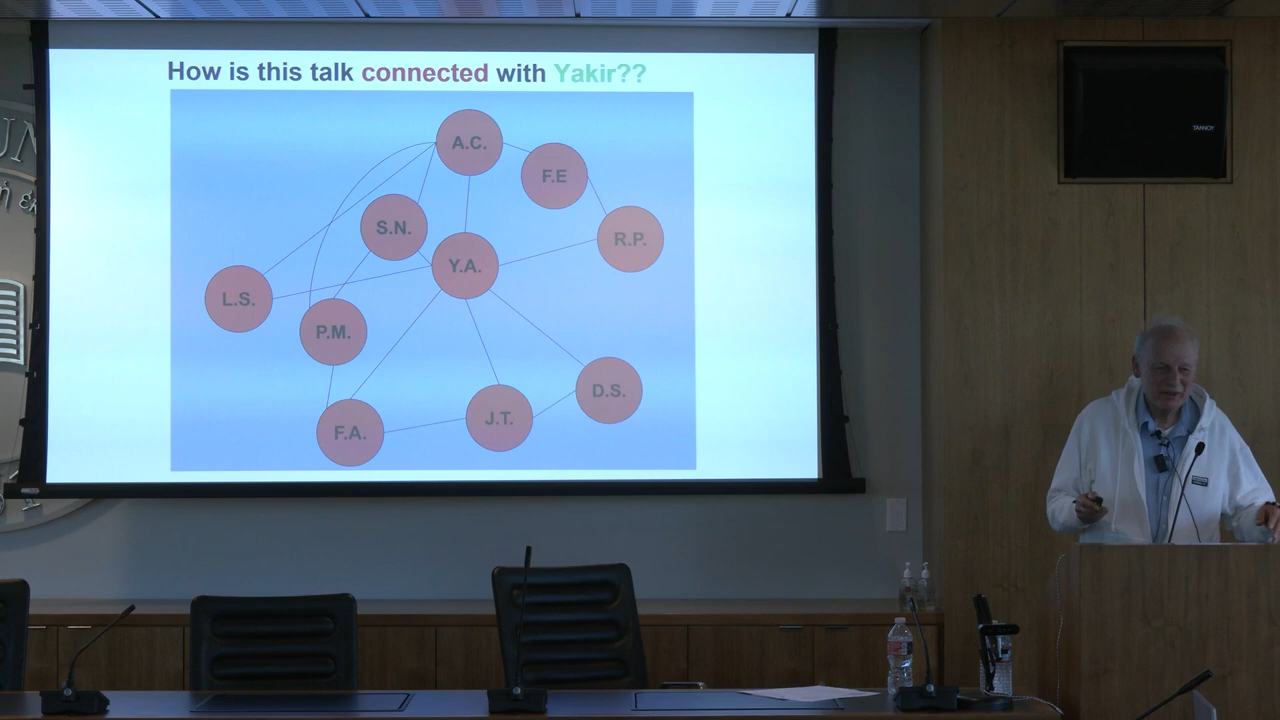 How is this talk connected with Yakir??
A.C.
F.E
S.N.
R.P.
Y.A.
L.S.
P.M.
D.S.
J.T.
F.A.
TANNOY